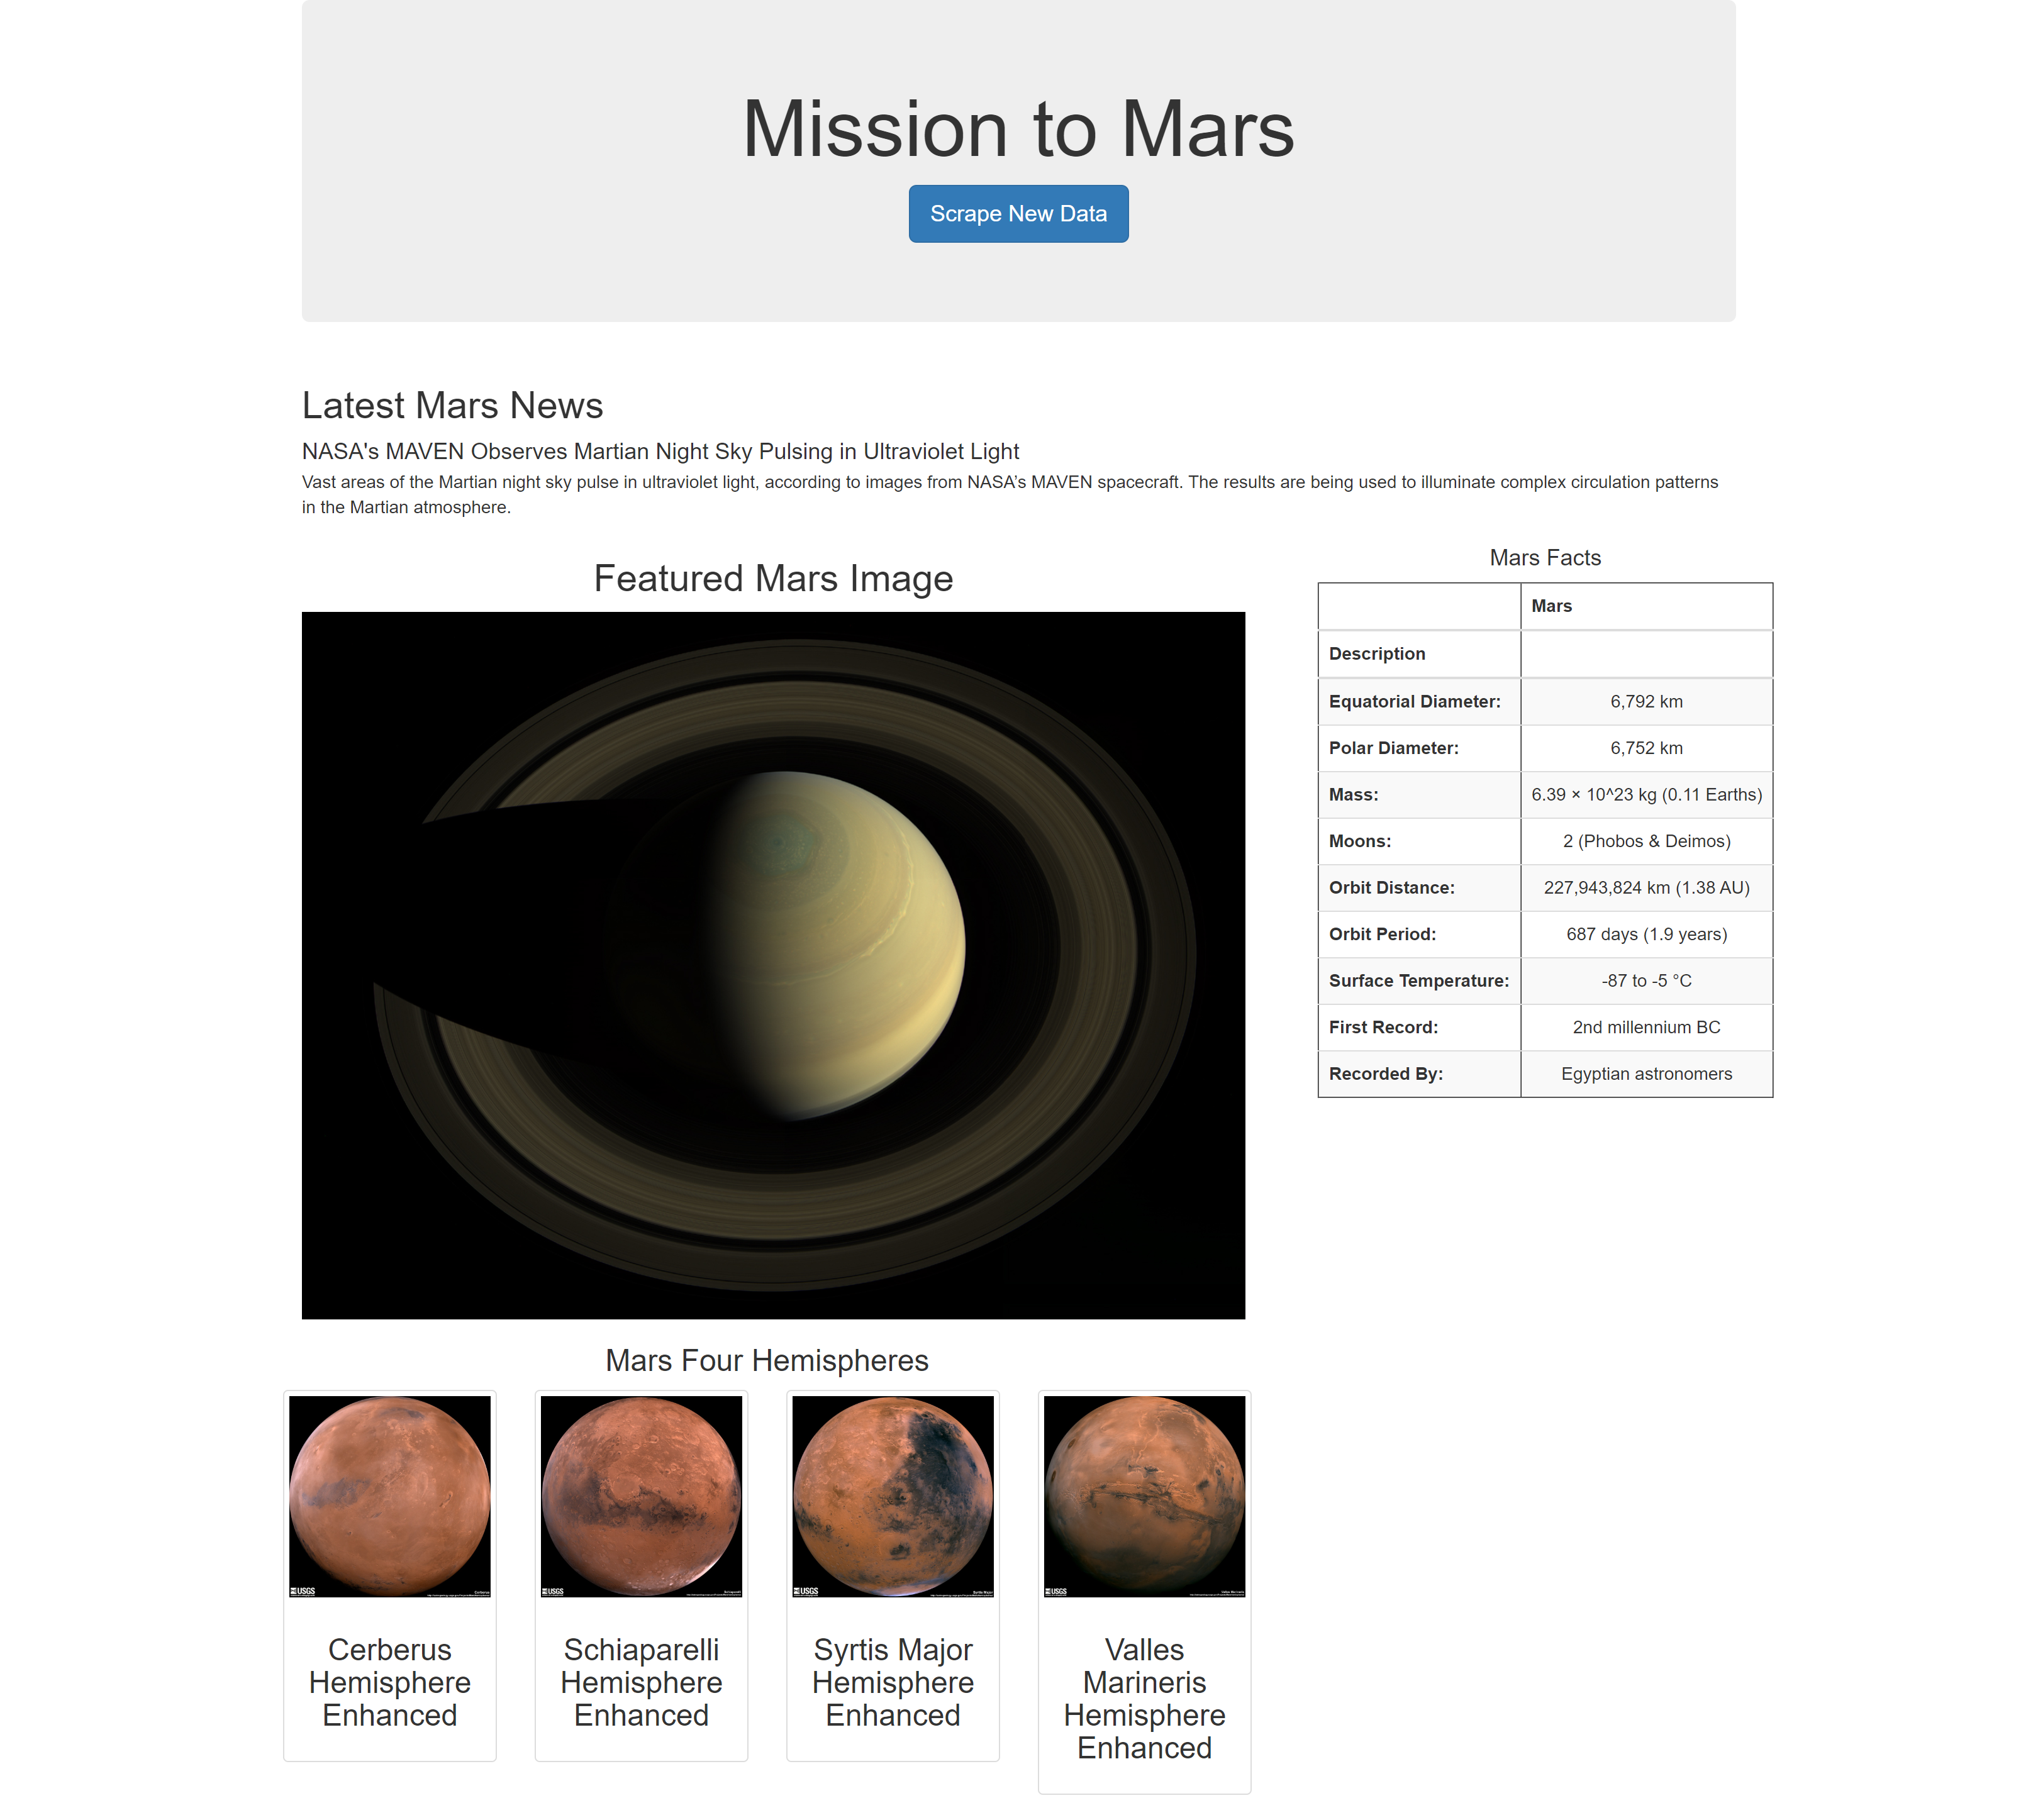 Mission to Mars
Scrape New Data
Latest Mars News
NASA's MAVEN Observes Martian Night Sky Pulsing in Ultraviolet Light
Vast areas of the Martian night sky pulse in ultraviolet light, according to images from NASA’s MAVEN spacecraft. The results are being used to illuminate complex circulation patterns
in the Martian atmosphere.
Featured Mars Image
Mars Facts
Mars
Description
Equatorial Diameter: 6,792 km
Polar Diameter: 6,752 km
Mass: 6.39 × 10^23 kg (0.11 Earths)
Moons: 2 (Phobos & Deimos)
Orbit Distance: 227,943,824 km (1.38 AU)
Orbit Period: 687 days (1.9 years)
Surface Temperature: -87 to -5 °C
First Record: 2nd millennium BC
Recorded By: Egyptian astronomers
Mars Four Hemispheres
USGS
Cerberus
USGS
Schiaparelli
USGS
Syrtis Major
USGS
Valles Marineris
Cerberus
Hemisphere
Enhanced
Schiaparelli
Hemisphere
Enhanced
Syrtis Major
Hemisphere
Enhanced
Valles
Marineris
Hemisphere
Enhanced